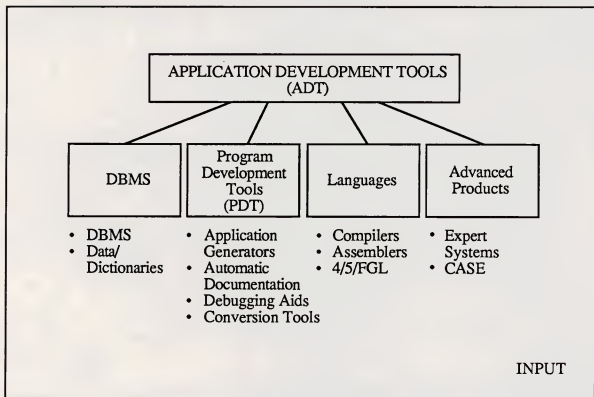 APPLICATION DEVELOPMENT TOOLS
(ADT)
DBMS
Program
Development
Tools
(PDT)
Languages
Advanced
Products
• DBMS
• Data/
Dictionaries
• Application
Generators
• Automatic
Documentation
• Debugging Aids
• Conversion Tools
• Compilers
• Assemblers
• 4/5/FGL
• Expert
Systems
• CASE
INPUT